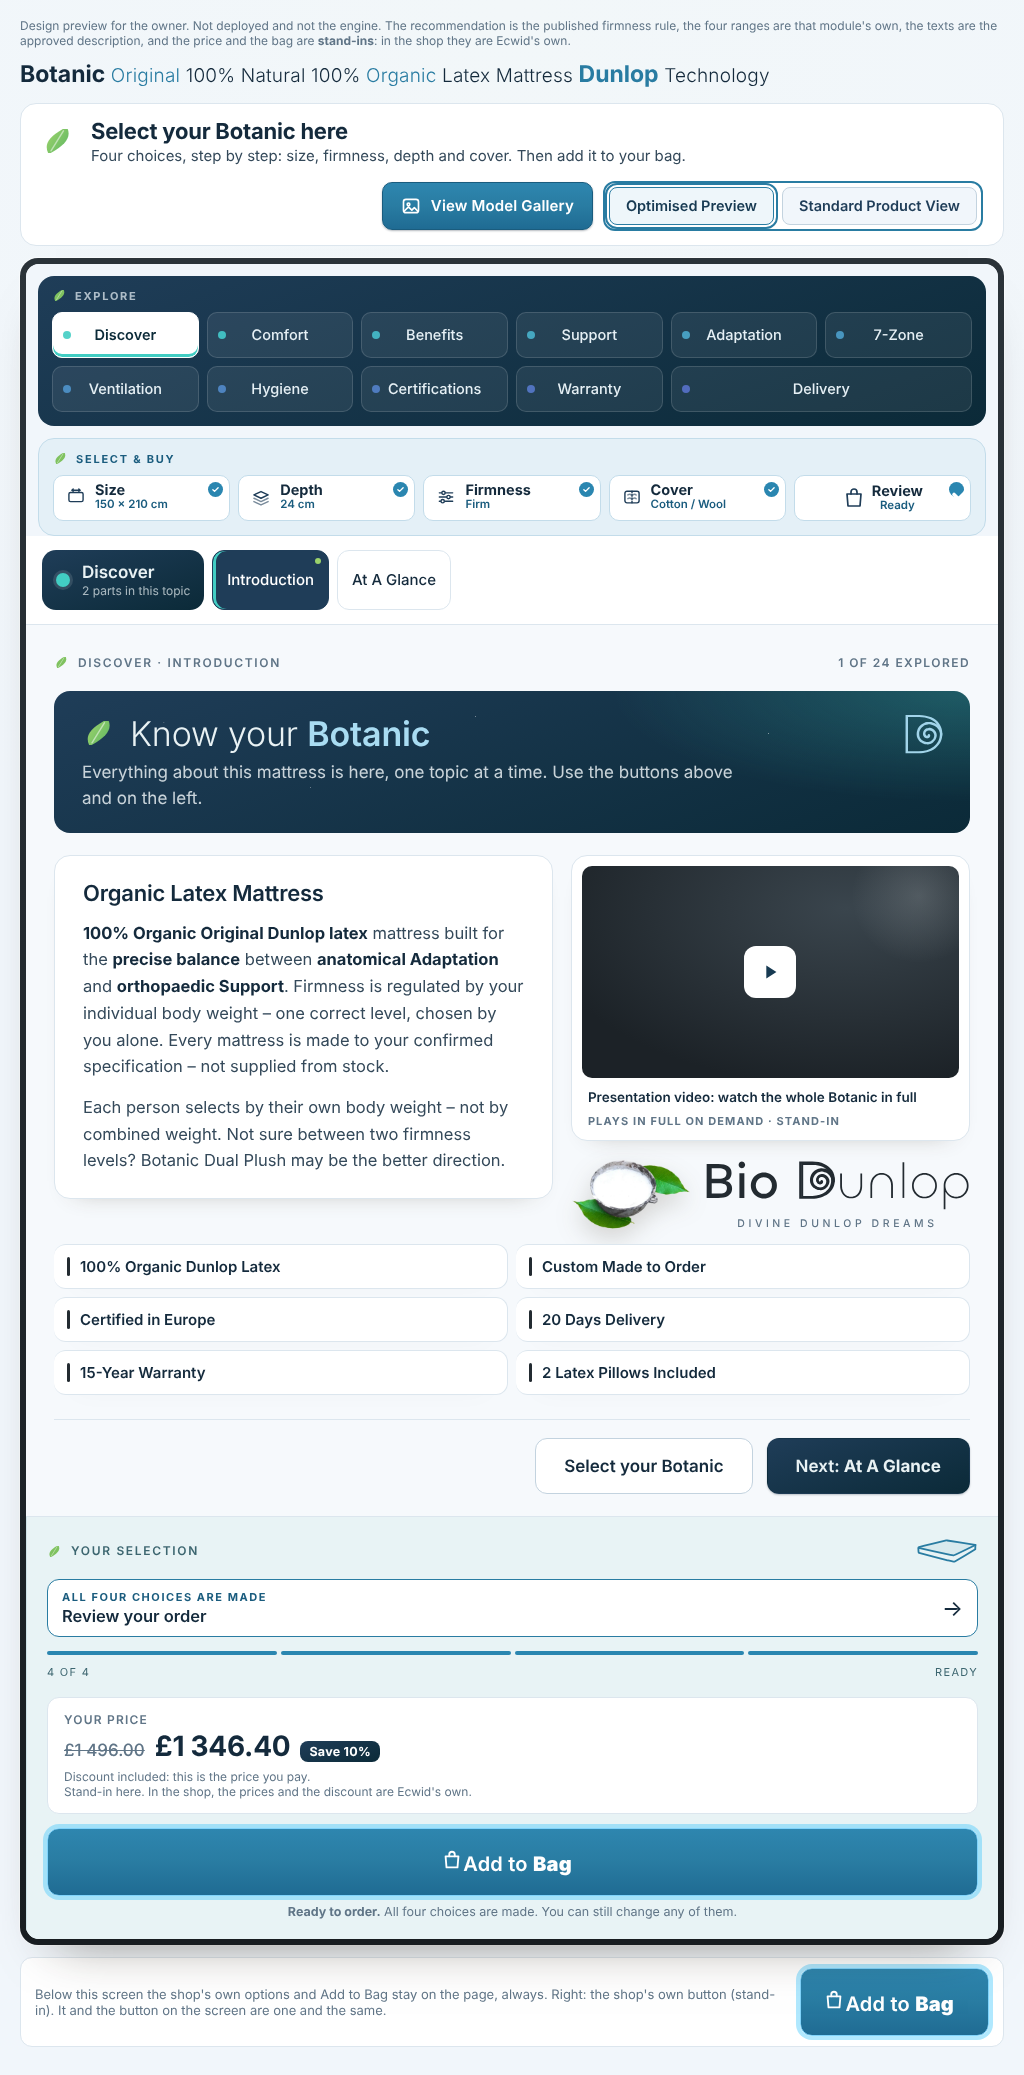 Design preview for the owner. Not deployed and not the engine. The recommendation is the published firmness rule, the four ranges are that module's own, the texts are the
approved description, and the price and the bag are stand-ins: in the shop they are Ecwid's own.
Botanic Original 100% Natural 100% Organic Latex Mattress Dunlop Technology
Select your Botanic here
Four choices, step by step: size, firmness, depth and cover. Then add it to your bag.
View Model Gallery
Optimised Preview
Standard Product View
EXPLORE
Discover
Comfort
Benefits
Support
Adaptation
7-Zone
Ventilation
Hygiene
Certifications
Warranty
Delivery
SELECT & BUY
Size
150 × 210 cm
Depth
24 cm
Firmness
Firm
Cover
Cotton / Wool
Review
Ready
Discover
2 parts in this topic
Introduction
At A Glance
DISCOVER · INTRODUCTION
1 OF 24 EXPLORED
Know your Botanic
Everything about this mattress is here, one topic at a time. Use the buttons above
and on the left.
Organic Latex Mattress
100% Organic Original Dunlop latex mattress built for
the precise balance between anatomical Adaptation
and orthopaedic Support. Firmness is regulated by your
individual body weight – one correct level, chosen by
you alone. Every mattress is made to your confirmed
specification – not supplied from stock.
Each person selects by their own body weight – not by
combined weight. Not sure between two firmness
levels? Botanic Dual Plush may be the better direction.
Presentation video: watch the whole Botanic in full
PLAYS IN FULL ON DEMAND · STAND-IN
Bio Dunlop
DIVINE DUNLOP DREAMS
100% Organic Dunlop Latex
Custom Made to Order
Certified in Europe
20 Days Delivery
15-Year Warranty
2 Latex Pillows Included
Select your Botanic
Next: At A Glance
YOUR SELECTION
ALL FOUR CHOICES ARE MADE
Review your order
4 OF 4
READY
YOUR PRICE
£1 496.00 £1 346.40 Save 10%
Discount included: this is the price you pay.
Stand-in here. In the shop, the prices and the discount are Ecwid's own.
Add to Bag
Ready to order. All four choices are made. You can still change any of them.
Below this screen the shop's own options and Add to Bag stay on the page, always. Right: the shop's own button (stand-
in). It and the button on the screen are one and the same.
Add to Bag